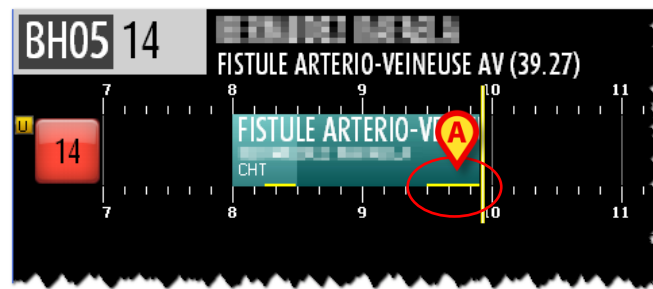 BH05 14
FISTULE ARTERIO-VEINEUSE AV (39.27)
7 8 9 10 11
U
14
FISTULE ARTERIO-V
A
CHT
7 8 9 10 11